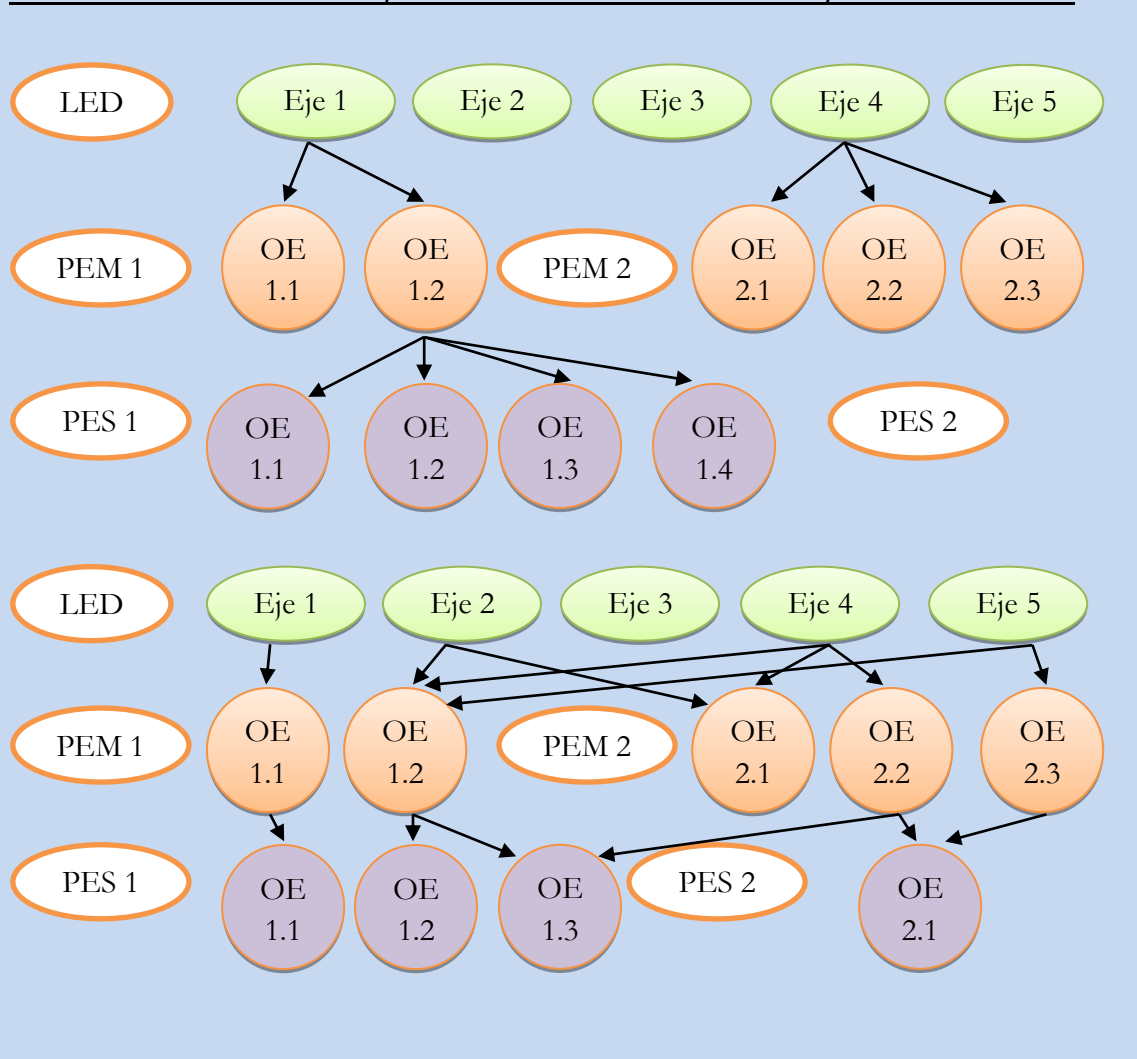 LED
Eje 1
Eje 2
Eje 3
Eje 4
Eje 5
PEM 1
OE
1.1
OE
1.2
PEM 2
OE
2.1
OE
2.2
OE
2.3
PES 1
OE
1.1
OE
1.2
OE
1.3
OE
1.4
PES 2
LED
Eje 1
Eje 2
Eje 3
Eje 4
Eje 5
PEM 1
OE
1.1
OE
1.2
PEM 2
OE
2.1
OE
2.2
OE
2.3
PES 1
OE
1.1
OE
1.2
OE
1.3
PES 2
OE
2.1